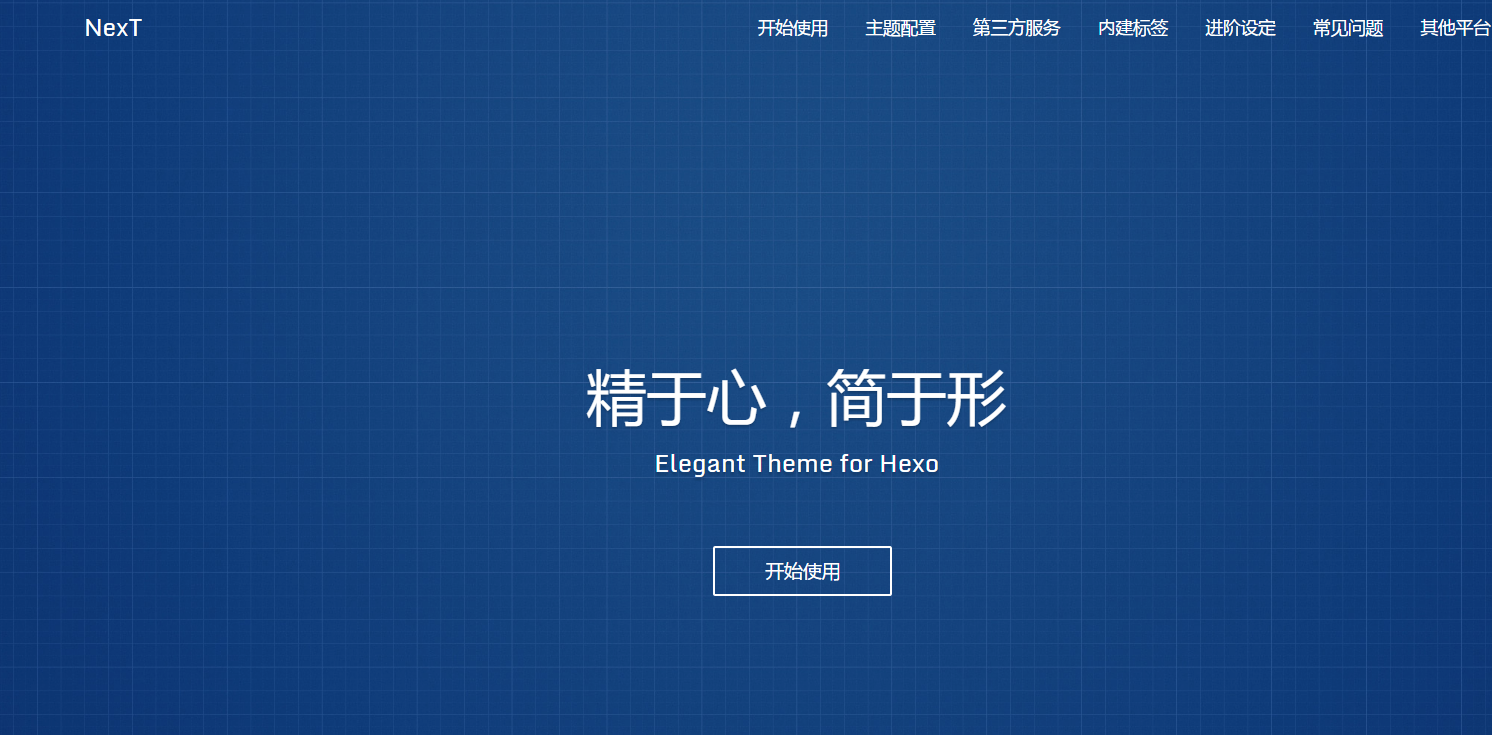 NexT 开始使用 主题配置 第三方服务 内建标签 进阶设定 常见问题 其他平台
精于心，简于形
Elegant Theme for Hexo
开始使用